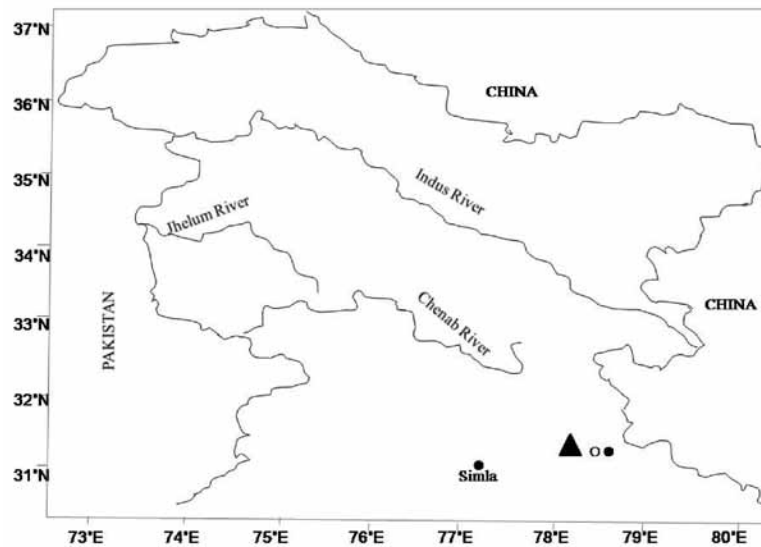 37°N
CHINA
36°N
35°N
Indus River
Jhelum River
34°N
CHINA
PAKISTAN
33°N
Chenab River
32°N
O
31°N
Simla
73°E 74°E 75°E 76°E 77°E 78°E 79°E 80°E